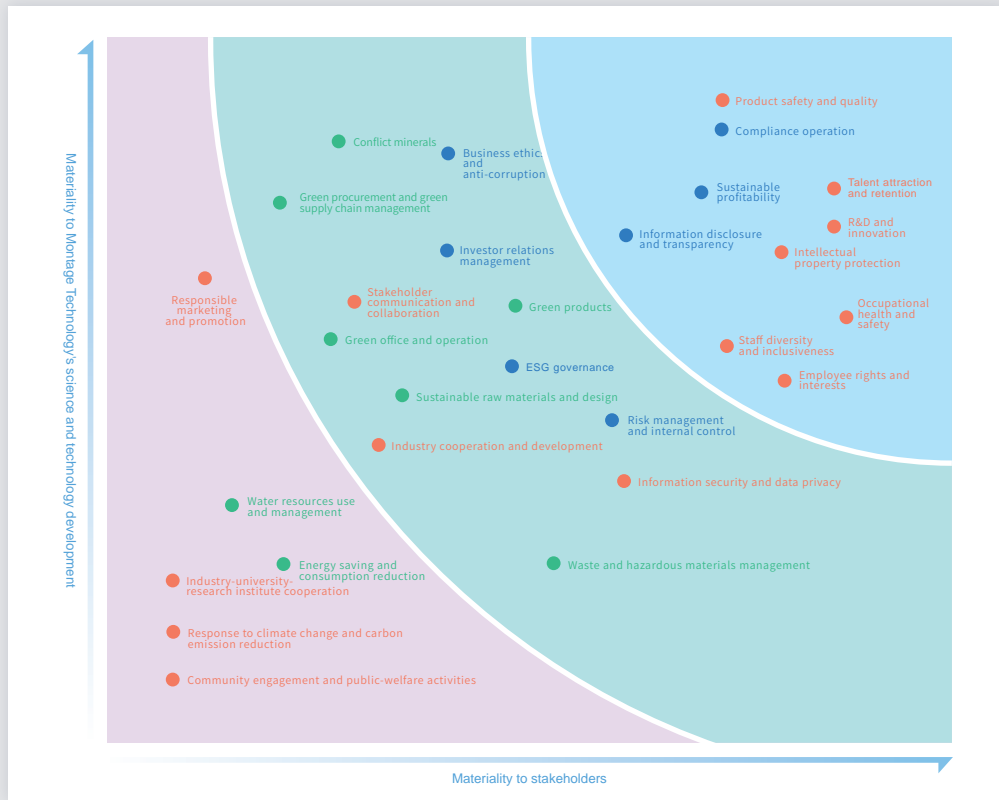 Materiality to Montage Technology's science and technology development
Product safety and quality
Compliance operation
Conflict minerals
Business ethics
and
anti-corruption
Green procurement and green
supply chain management
Sustainable
profitability
Talent attraction
and retention
R&D and
innovation
Information disclosure
and transparency
Intellectual
property protection
Investor relations
management
Responsible
marketing
and promotion
Stakeholder
communication and
collaboration
Green products
Occupational
health and
safety
Green office and operation
Staff diversity
and inclusiveness
ESG governance
Employee rights and
interests
Sustainable raw materials and design
Risk management
and internal control
Industry cooperation and development
Information security and data privacy
Water resources use
and management
Energy saving and
consumption reduction
Waste and hazardous materials management
Industry-university-
research institute cooperation
Response to climate change and carbon
emission reduction
Community engagement and public-welfare activities
Materiality to stakeholders